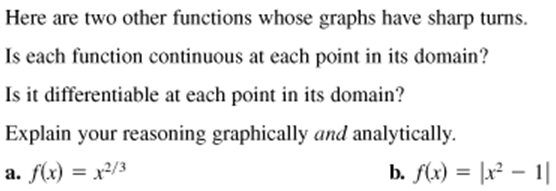 Here are two other functions whose graphs have sharp turns.
Is each function continuous at each point in its domain?
Is it differentiable at each point in its domain?
Explain your reasoning graphically and analytically.
a. f(x) = x^{2/3} b. f(x) = |x² − 1|